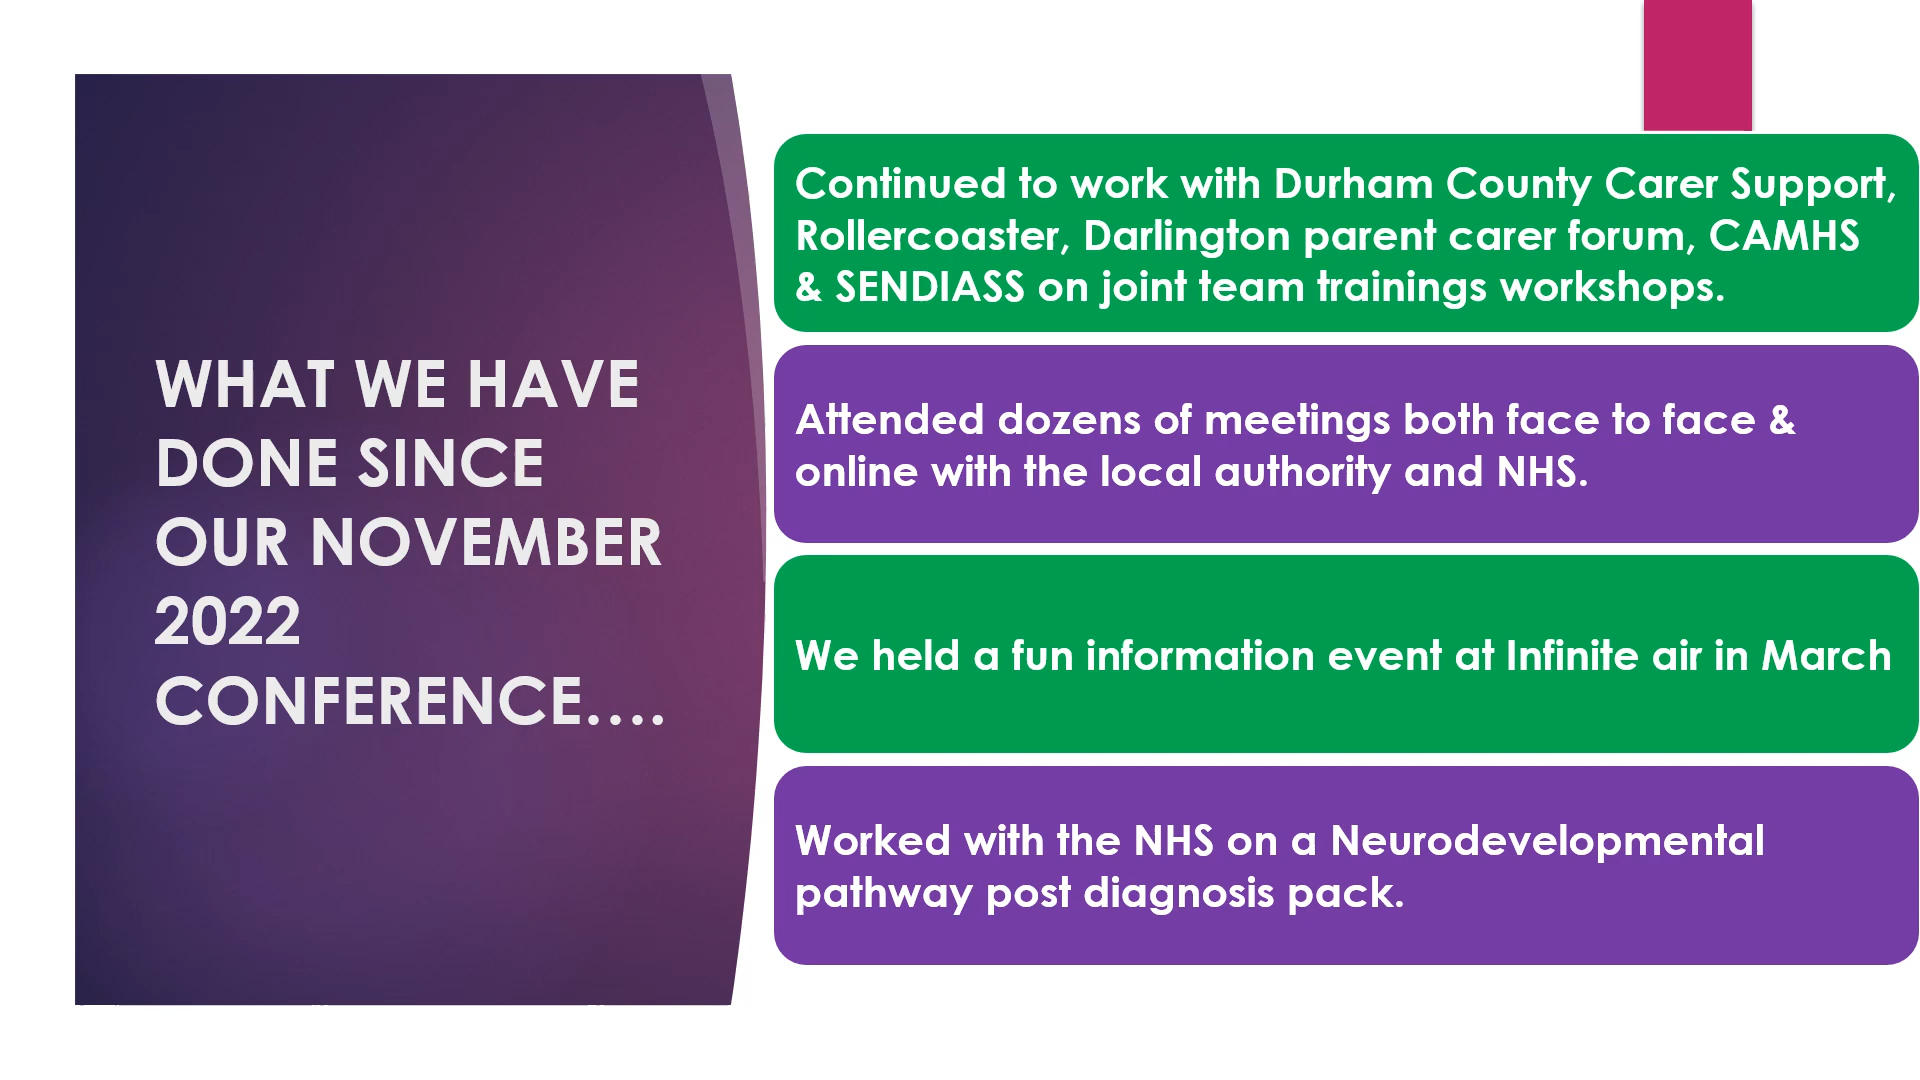 WHAT WE HAVE
DONE SINCE
OUR NOVEMBER
2022
CONFERENCE....
Continued to work with Durham County Carer Support,
Rollercoaster, Darlington parent carer forum, CAMHS
& SENDIASS on joint team trainings workshops.
Attended dozens of meetings both face to face &
online with the local authority and NHS.
We held a fun information event at Infinite air in March
Worked with the NHS on a Neurodevelopmental
pathway post diagnosis pack.